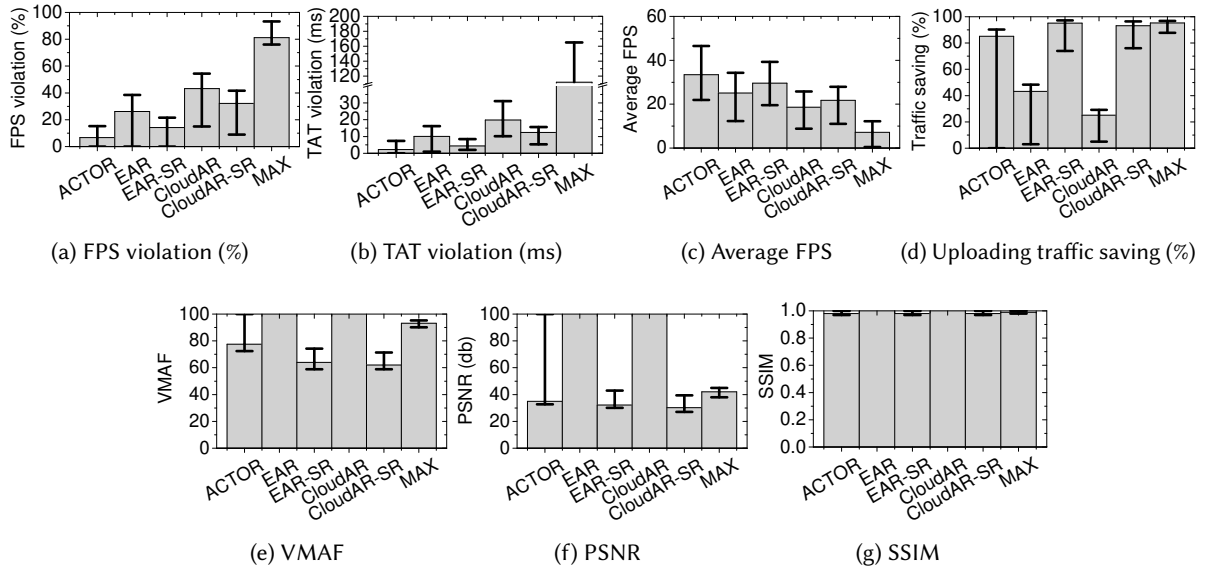 FPS violation (%)
100
80
60
40
20
0
ACTOR
EAR
EAR-SR
CloudAR
CloudAR-SR
MAX
(a) FPS violation (%)
TAT violation (ms)
200
180
160
140
120
30
20
10
0
ACTOR
EAR
EAR-SR
CloudAR
CloudAR-SR
MAX
(b) TAT violation (ms)
Average FPS
60
40
20
0
ACTOR
EAR
EAR-SR
CloudAR
CloudAR-SR
MAX
(c) Average FPS
Traffic saving (%)
100
80
60
40
20
0
ACTOR
EAR
EAR-SR
CloudAR
CloudAR-SR
MAX
(d) Uploading traffic saving (%)
VMAF
100
80
60
40
20
0
ACTOR
EAR
EAR-SR
CloudAR
CloudAR-SR
MAX
(e) VMAF
PSNR (db)
100
80
60
40
20
0
ACTOR
EAR
EAR-SR
CloudAR
CloudAR-SR
MAX
(f) PSNR
SSIM
1.0
0.8
0.6
0.4
0.2
0.0
ACTOR
EAR
EAR-SR
CloudAR
CloudAR-SR
MAX
(g) SSIM